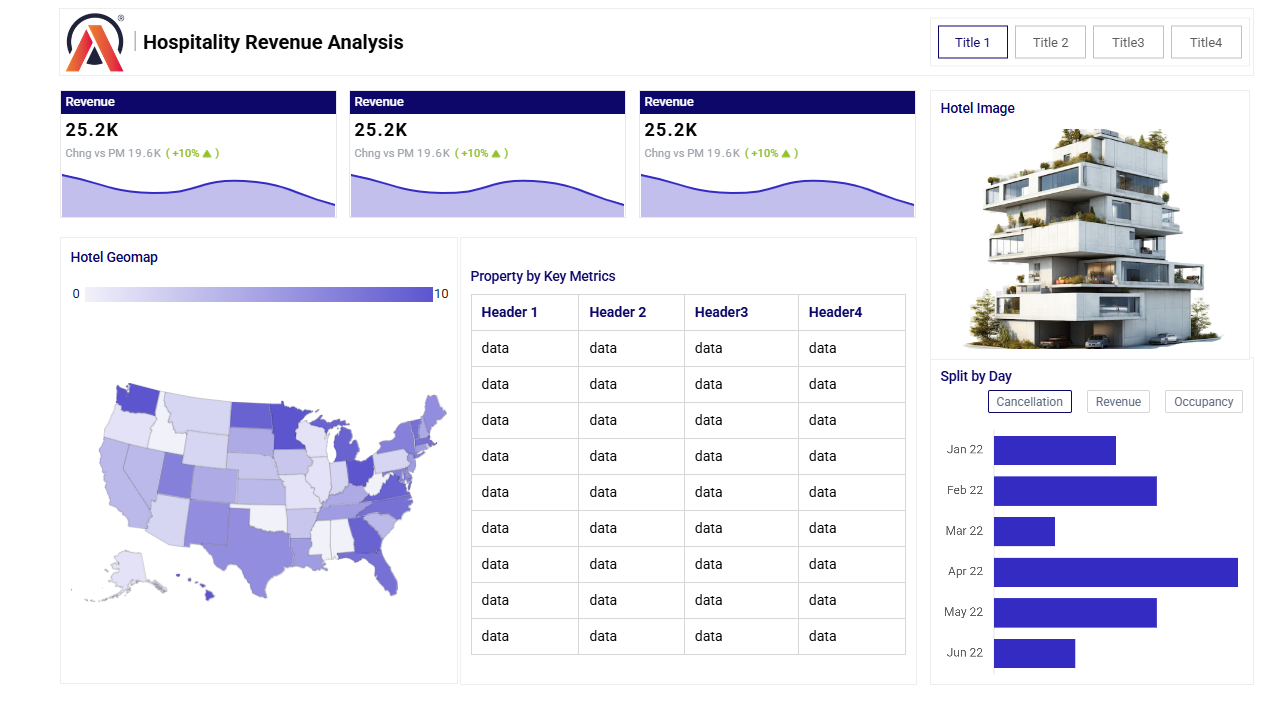 ®
Hospitality Revenue Analysis
Title 1
Title 2
Title3
Title4
Revenue
25.2K
Chng vs PM 19.6K ( +10% ▲ )
Revenue
25.2K
Chng vs PM 19.6K ( +10% ▲ )
Revenue
25.2K
Chng vs PM 19.6K ( +10% ▲ )
Hotel Image
Hotel Geomap
0
10
Property by Key Metrics
Header 1 Header 2 Header3 Header4
data data data data
data data data data
data data data data
data data data data
data data data data
data data data data
data data data data
data data data data
data data data data
Split by Day
Cancellation
Revenue
Occupancy
Jan 22
Feb 22
Mar 22
Apr 22
May 22
Jun 22